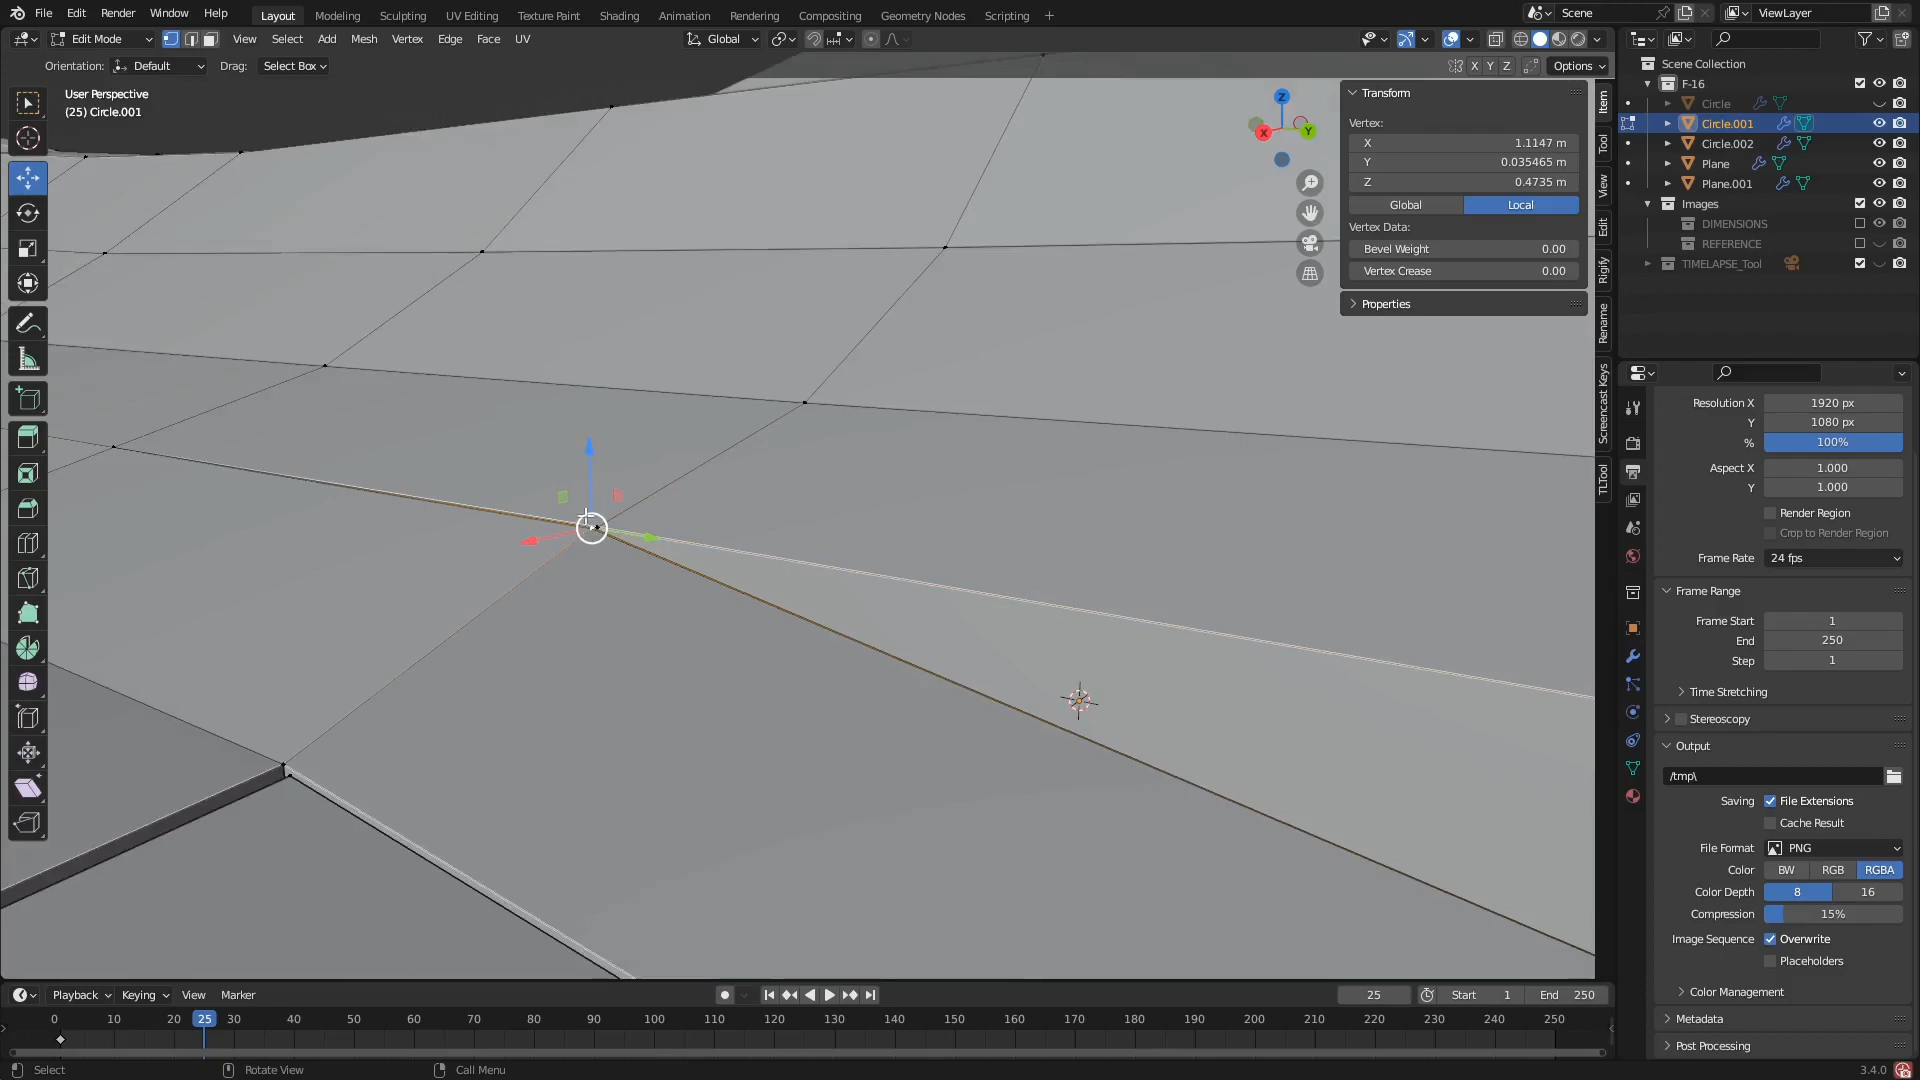 File Edit Render Window Help Layout Modeling Sculpting UV Editing Texture Paint Shading Animation Rendering Compositing Geometry Nodes Scripting + Scene ViewLayer
Edit Mode View Select Add Mesh Vertex Edge Face UV Global
Orientation: Default Drag: Select Box X Y Z Options
User Perspective
(25) Circle.001
Z
X
Y
Transform
Vertex:
X 1.1147 m
Y 0.035465 m
Z 0.4735 m
Global Local
Vertex Data:
Bevel Weight 0.00
Vertex Crease 0.00
Properties
Item
Tool
View
Edit
Rigify
Rename
Screencast Keys
TLTool
Scene Collection
F-16
Circle
Circle.001
Circle.002
Plane
Plane.001
Images
DIMENSIONS
REFERENCE
TIMELAPSE_Tool
Resolution X 1920 px
Y 1080 px
% 100%
Aspect X 1.000
Y 1.000
Render Region
Crop to Render Region
Frame Rate 24 fps
Frame Range
Frame Start 1
End 250
Step 1
Time Stretching
Stereoscopy
Output
/tmp\
Saving File Extensions
Cache Result
File Format PNG
Color BW RGB RGBA
Color Depth 8 16
Compression 15%
Image Sequence Overwrite
Placeholders
Color Management
Metadata
Post Processing
Playback Keying View Marker 25 Start 1 End 250
0 10 20 25 30 40 50 60 70 80 90 100 110 120 130 140 150 160 170 180 190 200 210 220 230 240 250
Select Rotate View Call Menu 3.4.0